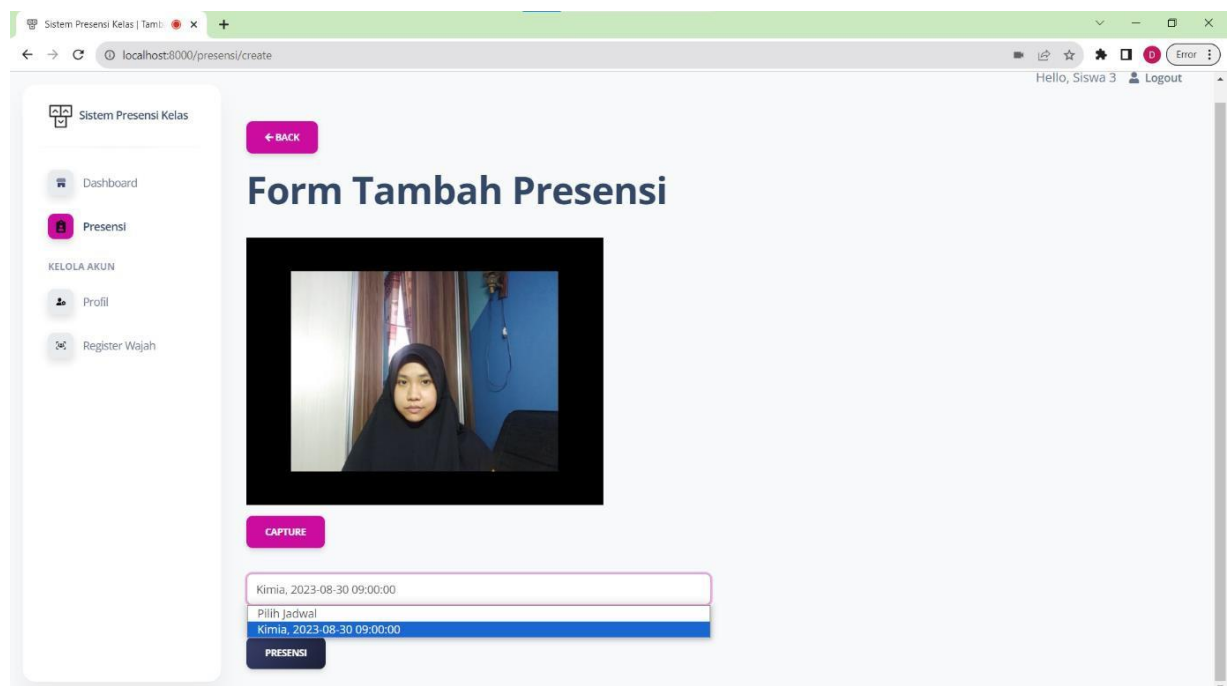 Sistem Presensi Kelas | Tamb
localhost:8000/presensi/create
D
Error
Hello, Siswa 3
Logout
Sistem Presensi Kelas
Dashboard
Presensi
KELOLA AKUN
Profil
Register Wajah
BACK
Form Tambah Presensi
CAPTURE
Kimia, 2023-08-30 09:00:00
Pilih Jadwal
Kimia, 2023-08-30 09:00:00
PRESENSI